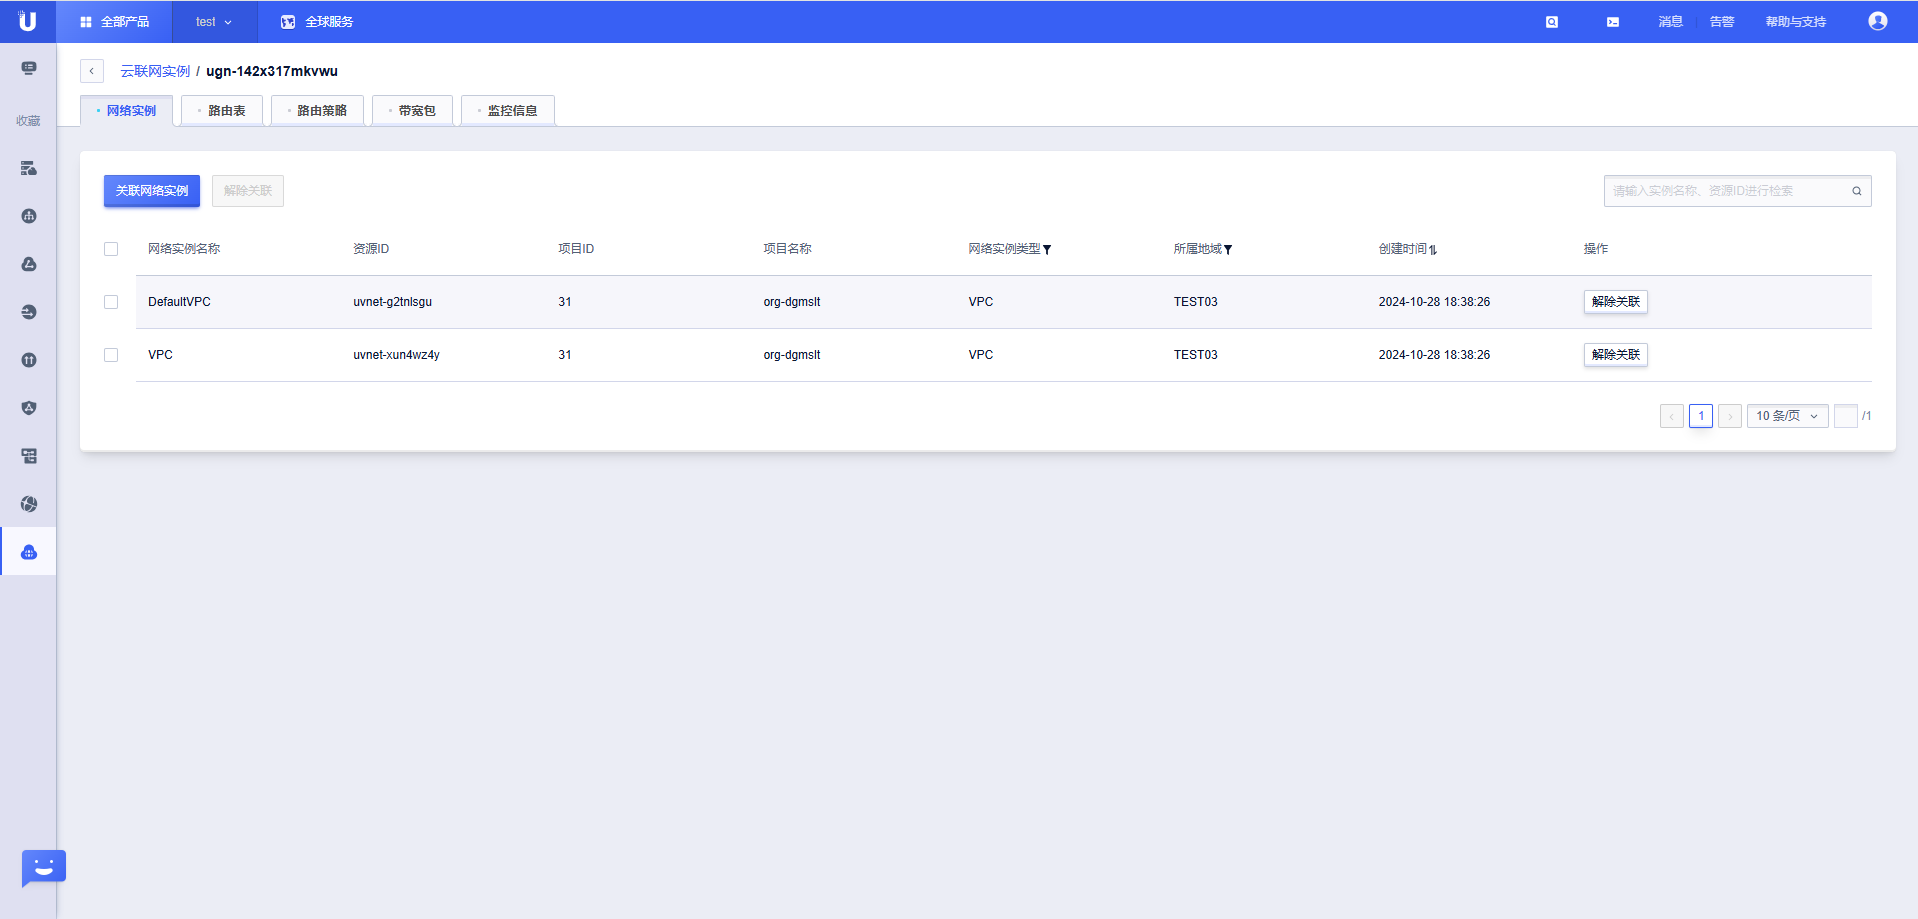 U 全部产品 test 全球服务 消息 告警 帮助与支持
云联网实例 / ugn-142x317mkvwu
收藏
网络实例 路由表 路由策略 带宽包 监控信息
关联网络实例 解除关联 请输入实例名称、资源ID进行检索
网络实例名称 资源ID 项目ID 项目名称 网络实例类型 所属地域 创建时间 操作
DefaultVPC uvnet-g2tnlsgu 31 org-dgmslt VPC TEST03 2024-10-28 18:38:26 解除关联
VPC uvnet-xun4wz4y 31 org-dgmslt VPC TEST03 2024-10-28 18:38:26 解除关联
1 10 条/页 /1